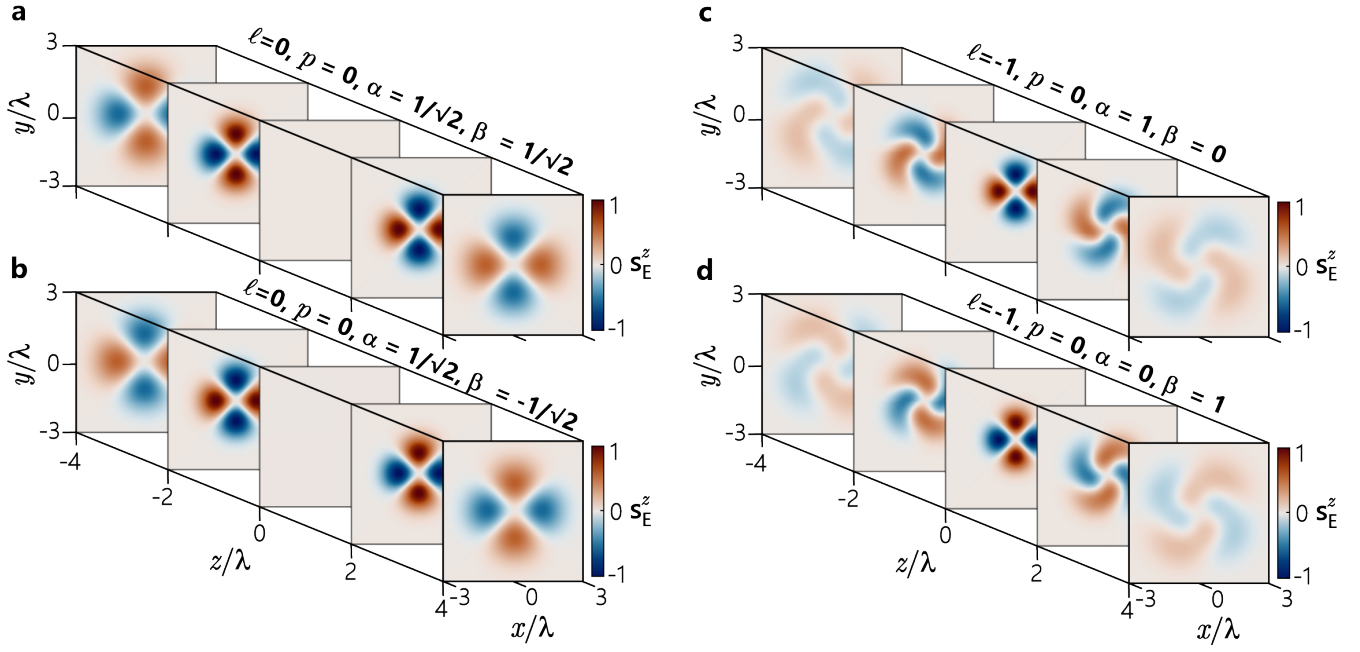 a
3
0
-3
y/λ
ℓ=0, p = 0, α = 1/√2, β = 1/√2
1
0
-1
s_E^z
b
3
0
-3
y/λ
-4
-2
0
2
4
z/λ
-3
0
3
x/λ
ℓ=0, p = 0, α = 1/√2, β = -1/√2
1
0
-1
s_E^z
c
3
0
-3
y/λ
ℓ=-1, p = 0, α = 1, β = 0
1
0
-1
s_E^z
d
3
0
-3
y/λ
-4
-2
0
2
4
z/λ
-3
0
3
x/λ
ℓ=-1, p = 0, α = 0, β = 1
1
0
-1
s_E^z